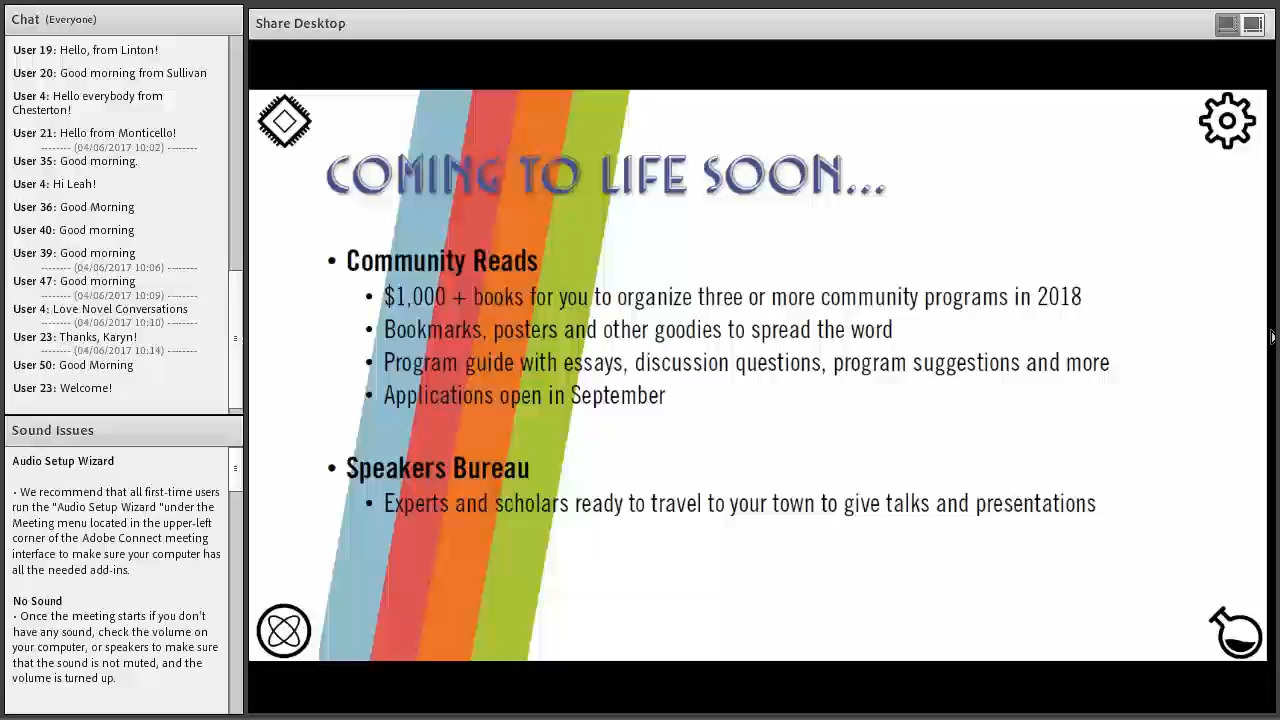 Chat (Everyone)
User 19: Hello, from Linton!
User 20: Good morning from Sullivan
User 4: Hello everybody from
Chesterton!
User 21: Hello from Monticello!
-------- (04/06/2017 10:02) --------
User 35: Good morning.
User 4: Hi Leah!
User 36: Good Morning
User 40: Good morning
User 39: Good morning
-------- (04/06/2017 10:06) --------
User 47: Good morning
-------- (04/06/2017 10:09) --------
User 4: Love Novel Conversations
-------- (04/06/2017 10:10) --------
User 23: Thanks, Karyn!
-------- (04/06/2017 10:14) --------
User 50: Good Morning
User 23: Welcome!
Sound Issues
Audio Setup Wizard
• We recommend that all first-time users
run the "Audio Setup Wizard "under the
Meeting menu located in the upper-left
corner of the Adobe Connect meeting
interface to make sure your computer has
all the needed add-ins.
No Sound
• Once the meeting starts if you don't
have any sound, check the volume on
your computer, or speakers to make sure
that the sound is not muted, and the
volume is turned up.
Share Desktop
COMING TO LIFE SOON...
• Community Reads
• $1,000 + books for you to organize three or more community programs in 2018
• Bookmarks, posters and other goodies to spread the word
• Program guide with essays, discussion questions, program suggestions and more
• Applications open in September
• Speakers Bureau
• Experts and scholars ready to travel to your town to give talks and presentations